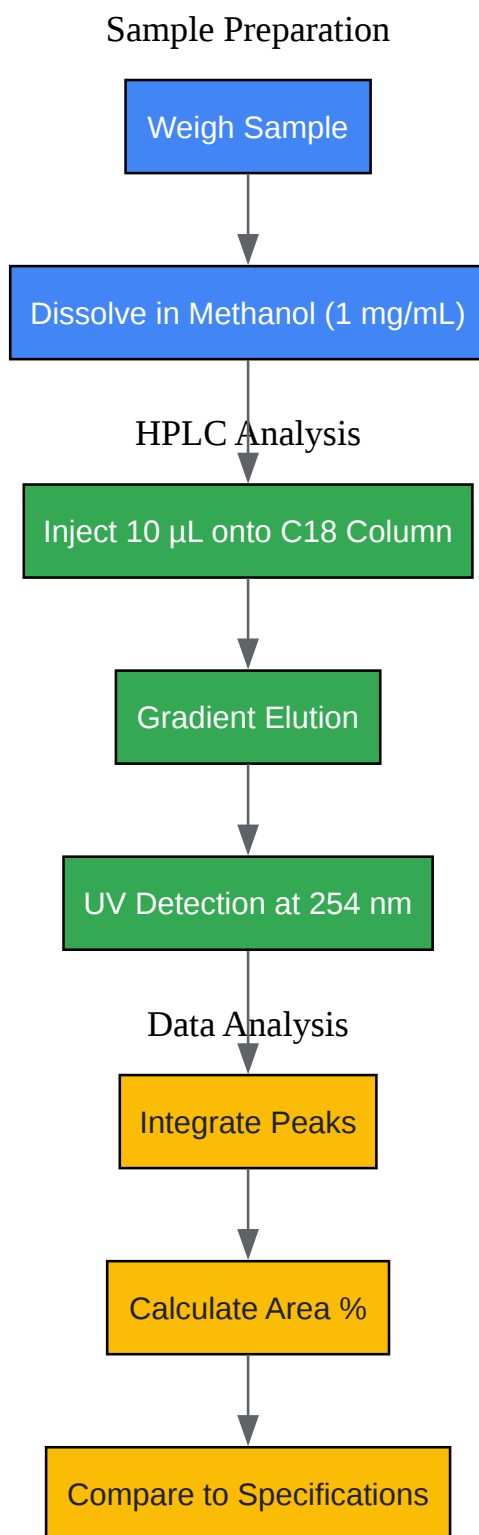 Sample Preparation
Weigh Sample
Dissolve in Methanol (1 mg/mL)
HPLC Analysis
Inject 10 µL onto C18 Column
Gradient Elution
UV Detection at 254 nm
Data Analysis
Integrate Peaks
Calculate Area %
Compare to Specifications